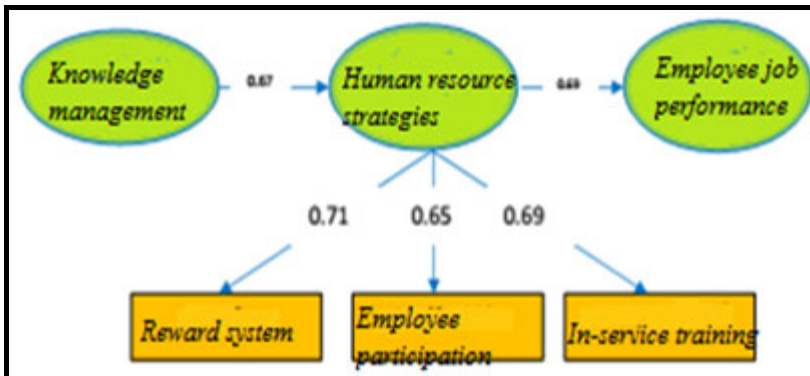 Knowledge
management
0.67
Human resource
strategies
0.69
Employee job
performance
0.71
0.65
0.69
Reward system
Employee
participation
In-service training